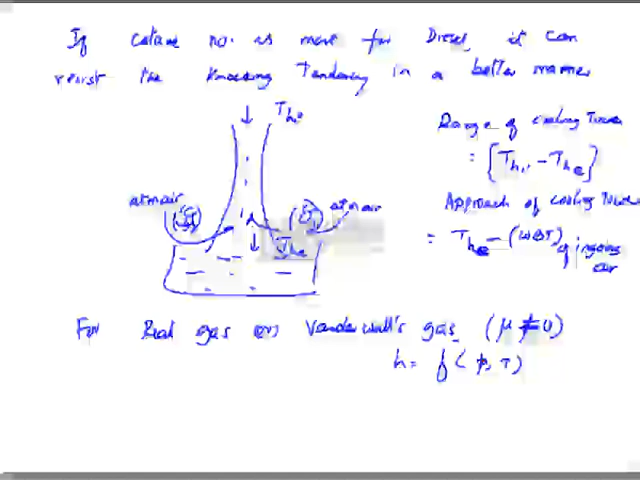 If cetane no. is more for Diesel, it can
resist the knocking Tendency in a better manner
Thi
Range of cooling Tower
= {Thi - The}
atm air
atm air
Approach of cooling Tower
The
= The - (WBT) of ingoing
air
For Real gas or Vanderwall's gas (μ ≠ 0)
h = f(p, T)